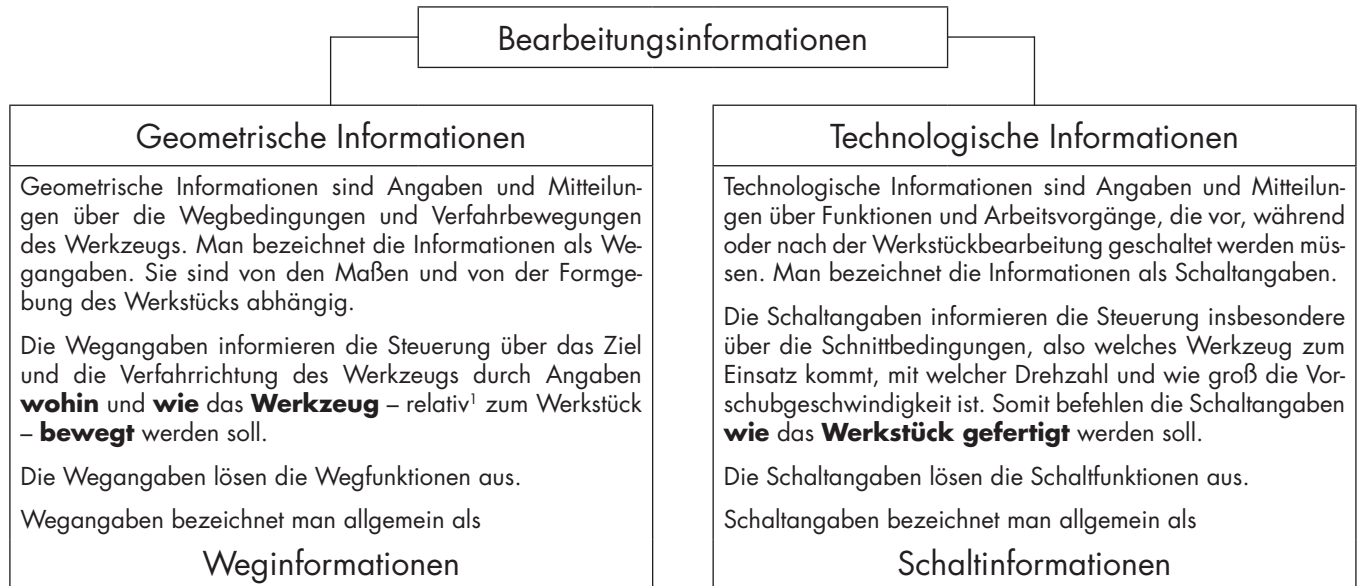 Bearbeitungsinformationen
Geometrische Informationen
Geometrische Informationen sind Angaben und Mitteilun-
gen über die Wegbedingungen und Verfahrbewegungen
des Werkzeugs. Man bezeichnet die Informationen als We-
gangaben. Sie sind von den Maßen und von der Formge-
bung des Werkstücks abhängig.
Die Wegangaben informieren die Steuerung über das Ziel
und die Verfahrrichtung des Werkzeugs durch Angaben
wohin und wie das Werkzeug – relativ¹ zum Werkstück
– bewegt werden soll.
Die Wegangaben lösen die Wegfunktionen aus.
Wegangaben bezeichnet man allgemein als
Weginformationen
Technologische Informationen
Technologische Informationen sind Angaben und Mitteilun-
gen über Funktionen und Arbeitsvorgänge, die vor, während
oder nach der Werkstückbearbeitung geschaltet werden müs-
sen. Man bezeichnet die Informationen als Schaltangaben.
Die Schaltangaben informieren die Steuerung insbesondere
über die Schnittbedingungen, also welches Werkzeug zum
Einsatz kommt, mit welcher Drehzahl und wie groß die Vor-
schubgeschwindigkeit ist. Somit befehlen die Schaltangaben
wie das Werkstück gefertigt werden soll.
Die Schaltangaben lösen die Schaltfunktionen aus.
Schaltangaben bezeichnet man allgemein als
Schaltinformationen